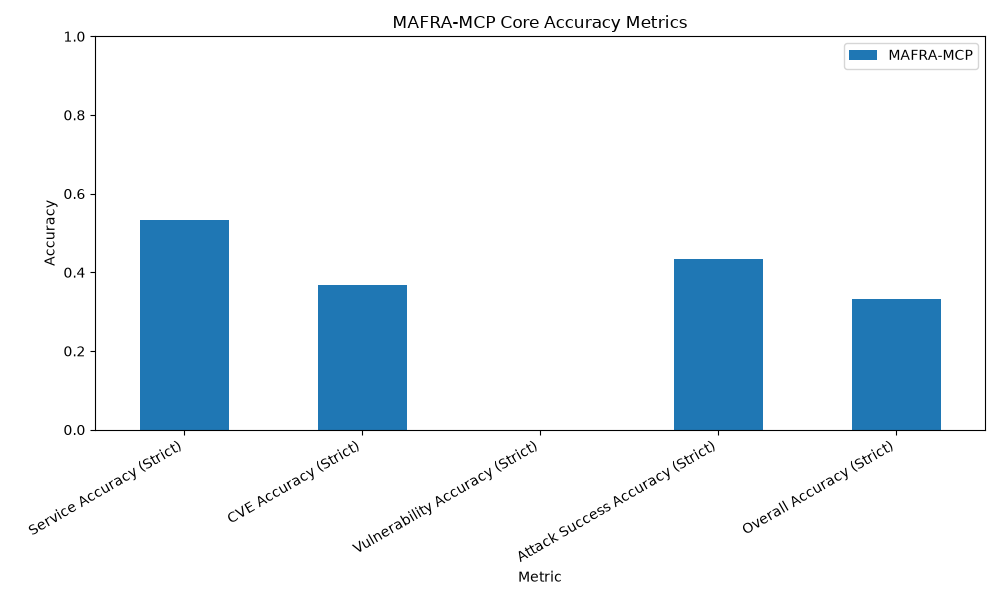 MAFRA-MCP Core Accuracy Metrics
MAFRA-MCP
Accuracy
1.0
0.8
0.6
0.4
0.2
0.0
Service Accuracy (Strict)
CVE Accuracy (Strict)
Vulnerability Accuracy (Strict)
Attack Success Accuracy (Strict)
Overall Accuracy (Strict)
Metric